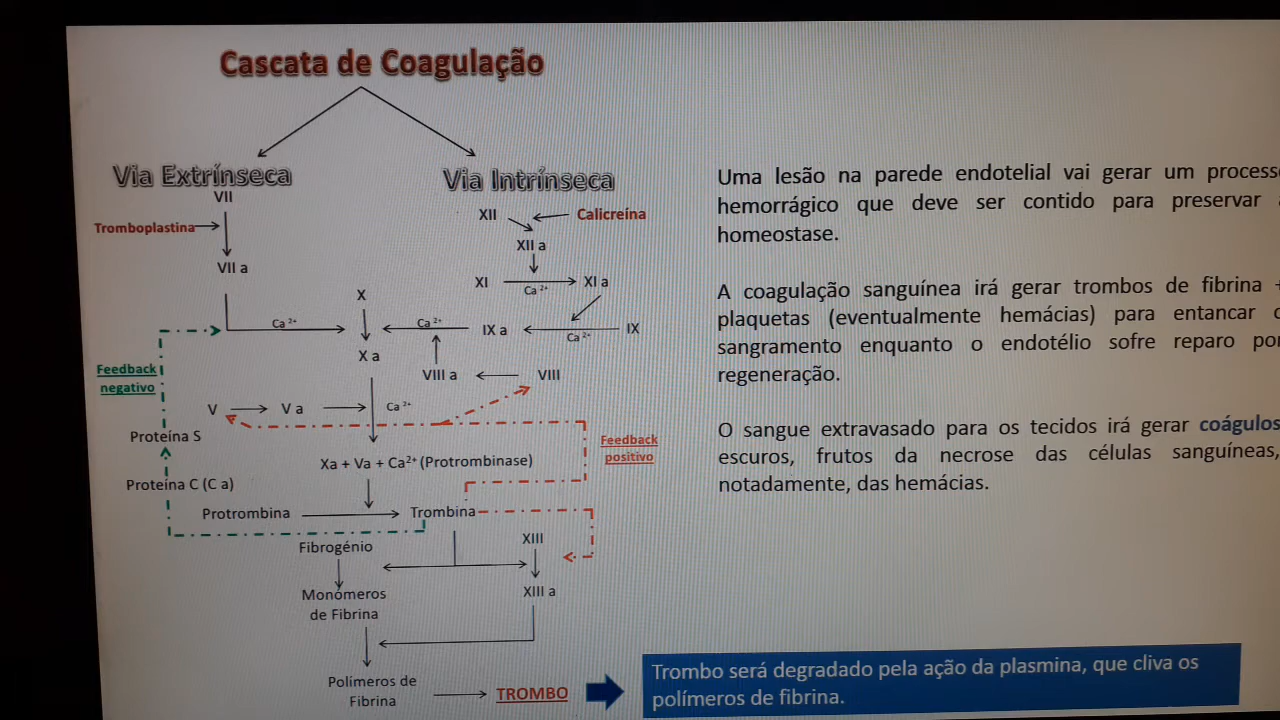 Cascata de Coagulação
Via Extrínseca
VII
Tromboplastina
VII a
Ca 2+
Via Intrínseca
XII
Calicreína
XII a
XI
Ca 2+
XI a
X
Ca 2+
IX a
Ca 2+
IX
X a
VIII a
VIII
Feedback
negativo
V
V a
Ca 2+
Proteína S
Feedback
positivo
Xa + Va + Ca2+ (Protrombinase)
Proteína C (C a)
Protrombina
Trombina
Fibrogénio
XIII
Monómeros
de Fibrina
XIII a
Polimeros de
Fibrina
TROMBO
Uma lesão na parede endotelial vai gerar um
hemorrágico que deve ser contido para preservar
homeostase.
A coagulação sanguínea irá gerar trombos de fibrina +
plaquetas (eventualmente hemácias) para entancar
sangramento enquanto o endotélio sofre reparo por
regeneração.
O sangue extravasado para os tecidos irá gerar coágulos
escuros, frutos da necrose das células sanguíneas,
notadamente, das hemácias.
Trombo será degradado pela ação da plasmina, que cliva os
polímeros de fibrina.